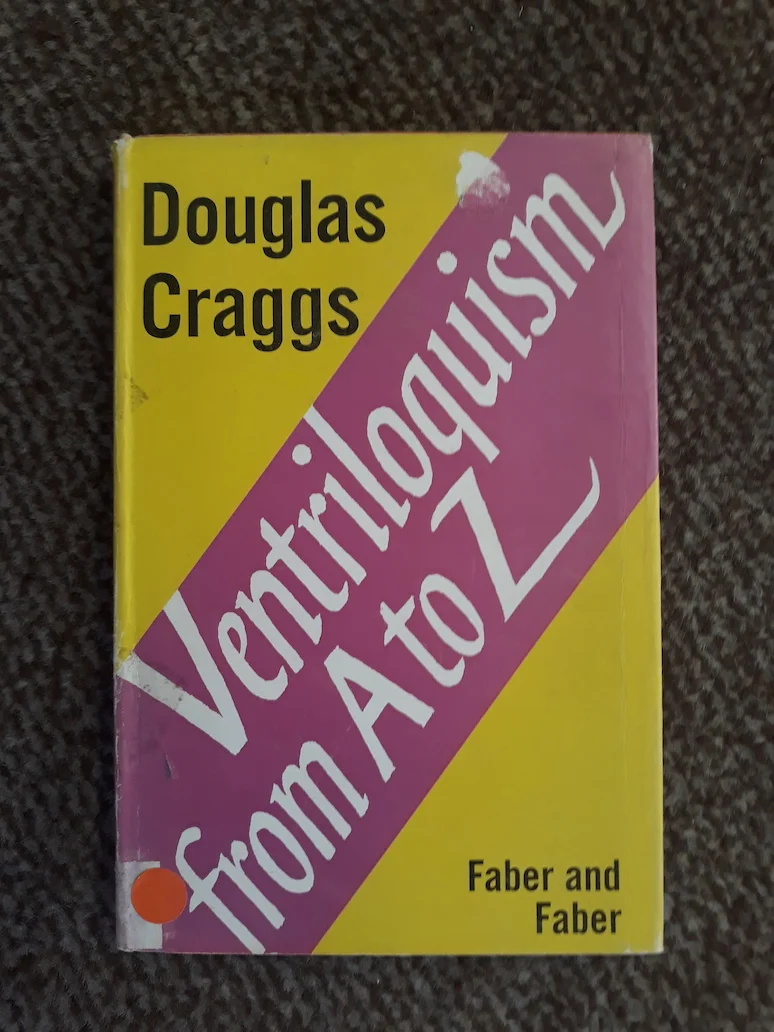 Douglas
Craggs
Ventriloquism
from A to Z
Faber and
Faber